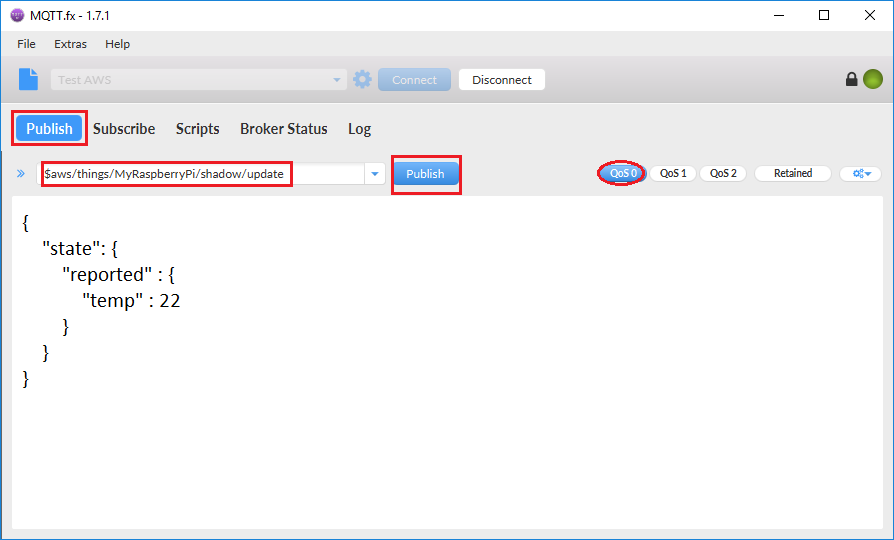 MQTT.fx - 1.7.1
File Extras Help
Test AWS Connect Disconnect
Publish Subscribe Scripts Broker Status Log
$aws/things/MyRaspberryPi/shadow/update Publish QoS 0 QoS 1 QoS 2 Retained
{
"state": {
"reported" : {
"temp" : 22
}
}
}